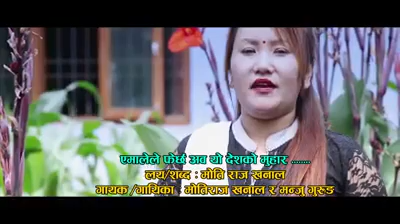 एमालेले फेर्छ अब यो देशको मुहार .......
लय/शब्द : मोनि राज खनाल
गायक /गायिका : मोनिराज खनाल र मन्जु गुरुङ